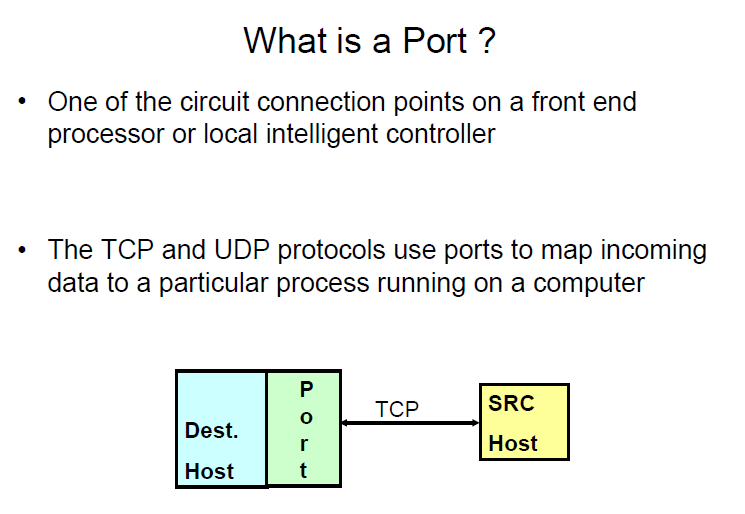 What is a Port ?
• One of the circuit connection points on a front end
processor or local intelligent controller
• The TCP and UDP protocols use ports to map incoming
data to a particular process running on a computer
Dest.
Host
P
o
r
t
TCP
SRC
Host